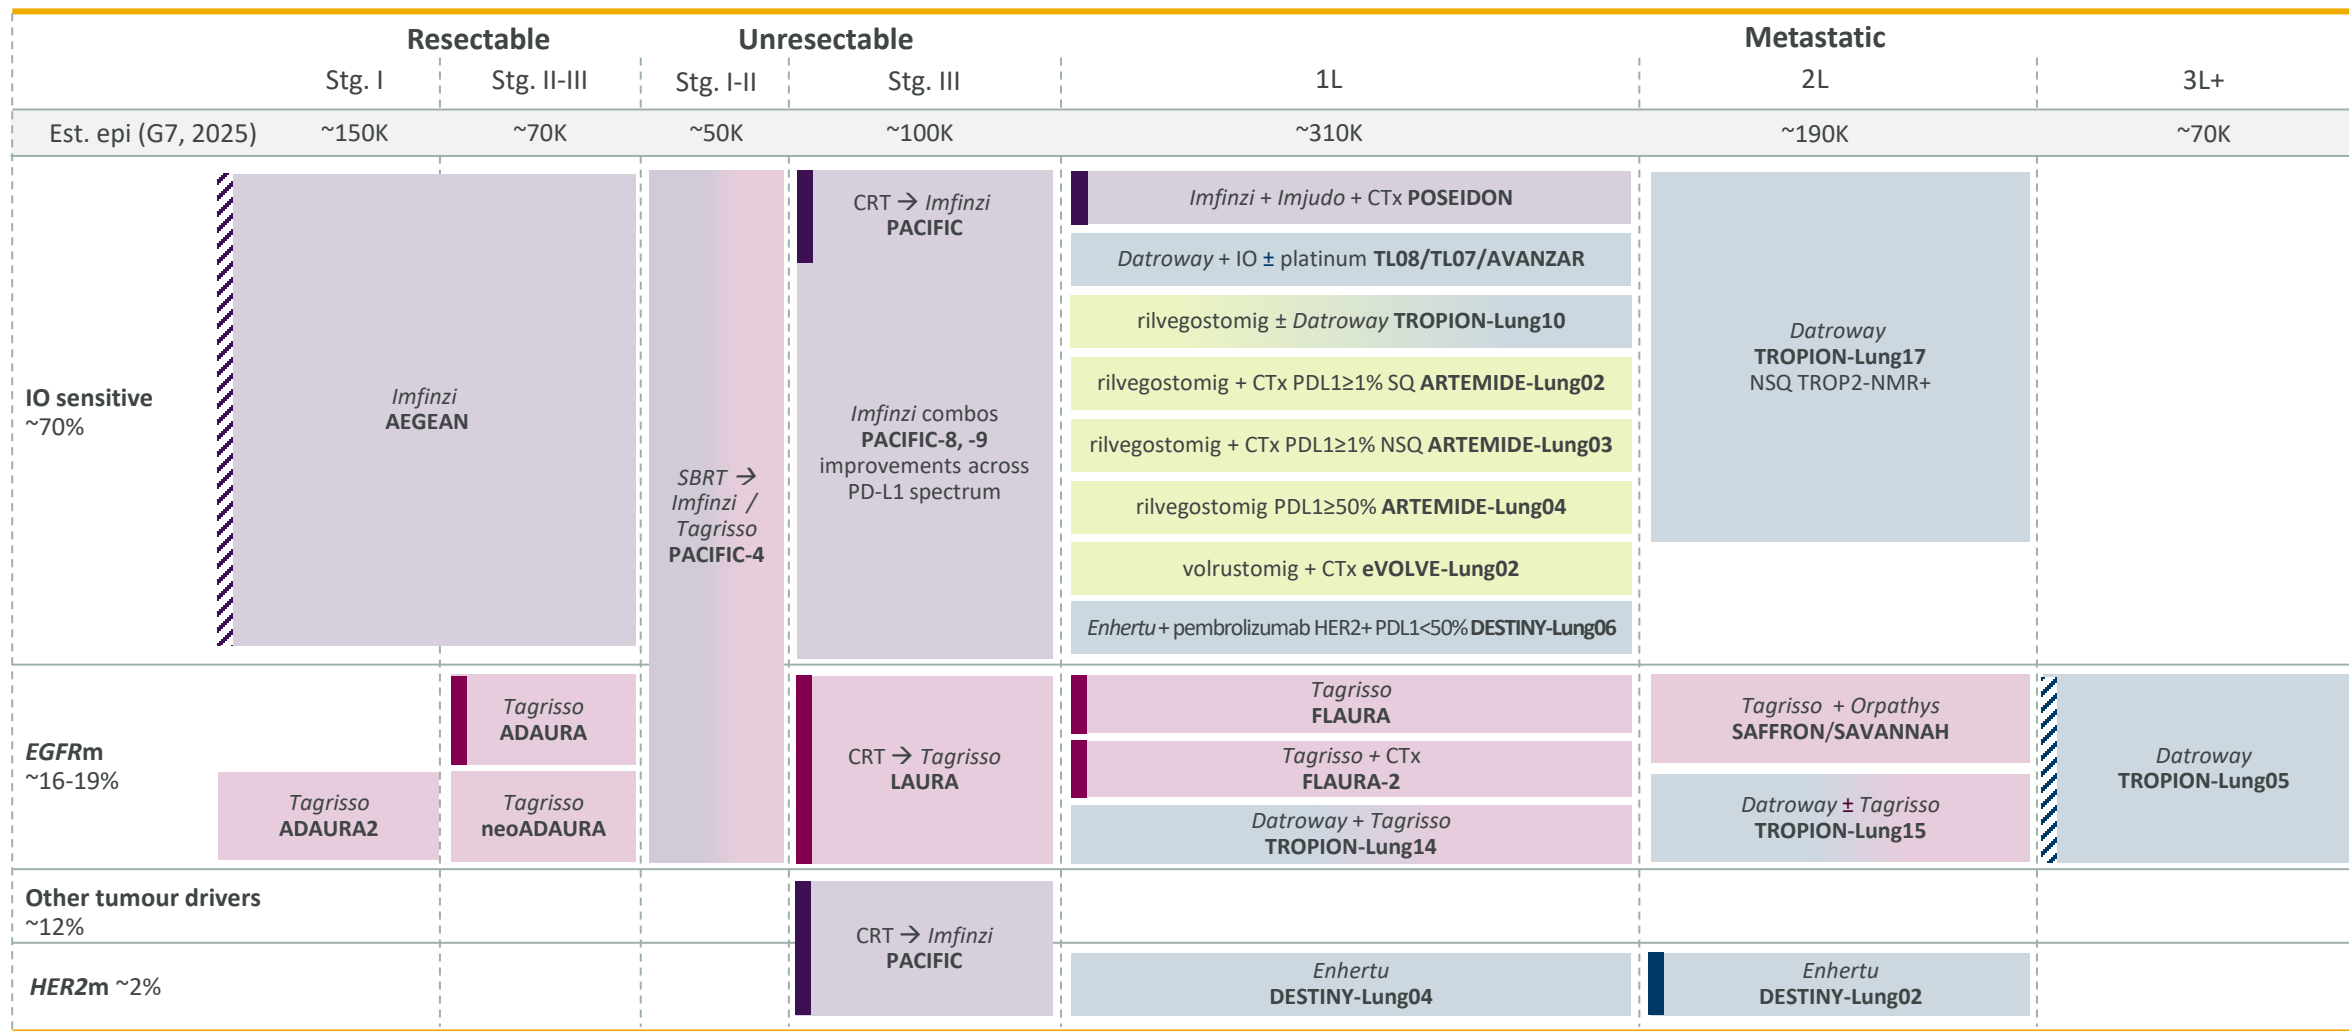 Resectable
Unresectable
Metastatic
Stg. I
Stg. II-III
Stg. I-II
Stg. III
1L
2L
3L+
Est. epi (G7, 2025)
~150K
~70K
~50K
~100K
~310K
~190K
~70K
IO sensitive
~70%
Imfinzi
AEGEAN
SBRT →
Imfinzi /
Tagrisso
PACIFIC-4
CRT → Imfinzi
PACIFIC
Imfinzi combos
PACIFIC-8, -9
improvements across
PD-L1 spectrum
Imfinzi + Imjudo + CTx POSEIDON
Datroway + IO ± platinum TL08/TL07/AVANZAR
rilvegostomig ± Datroway TROPION-Lung10
rilvegostomig + CTx PDL1≥1% SQ ARTEMIDE-Lung02
rilvegostomig + CTx PDL1≥1% NSQ ARTEMIDE-Lung03
rilvegostomig PDL1≥50% ARTEMIDE-Lung04
volrustomig + CTx eVOLVE-Lung02
Enhertu + pembrolizumab HER2+ PDL1<50% DESTINY-Lung06
Datroway
TROPION-Lung17
NSQ TROP2-NMR+
EGFRm
~16-19%
Tagrisso
ADAURA2
Tagrisso
ADAURA
Tagrisso
neoADAURA
CRT → Tagrisso
LAURA
Tagrisso
FLAURA
Tagrisso + CTx
FLAURA-2
Datroway + Tagrisso
TROPION-Lung14
Tagrisso + Orpathys
SAFFRON/SAVANNAH
Datroway ± Tagrisso
TROPION-Lung15
Datroway
TROPION-Lung05
Other tumour drivers
~12%
CRT → Imfinzi
PACIFIC
HER2m ~2%
Enhertu
DESTINY-Lung04
Enhertu
DESTINY-Lung02